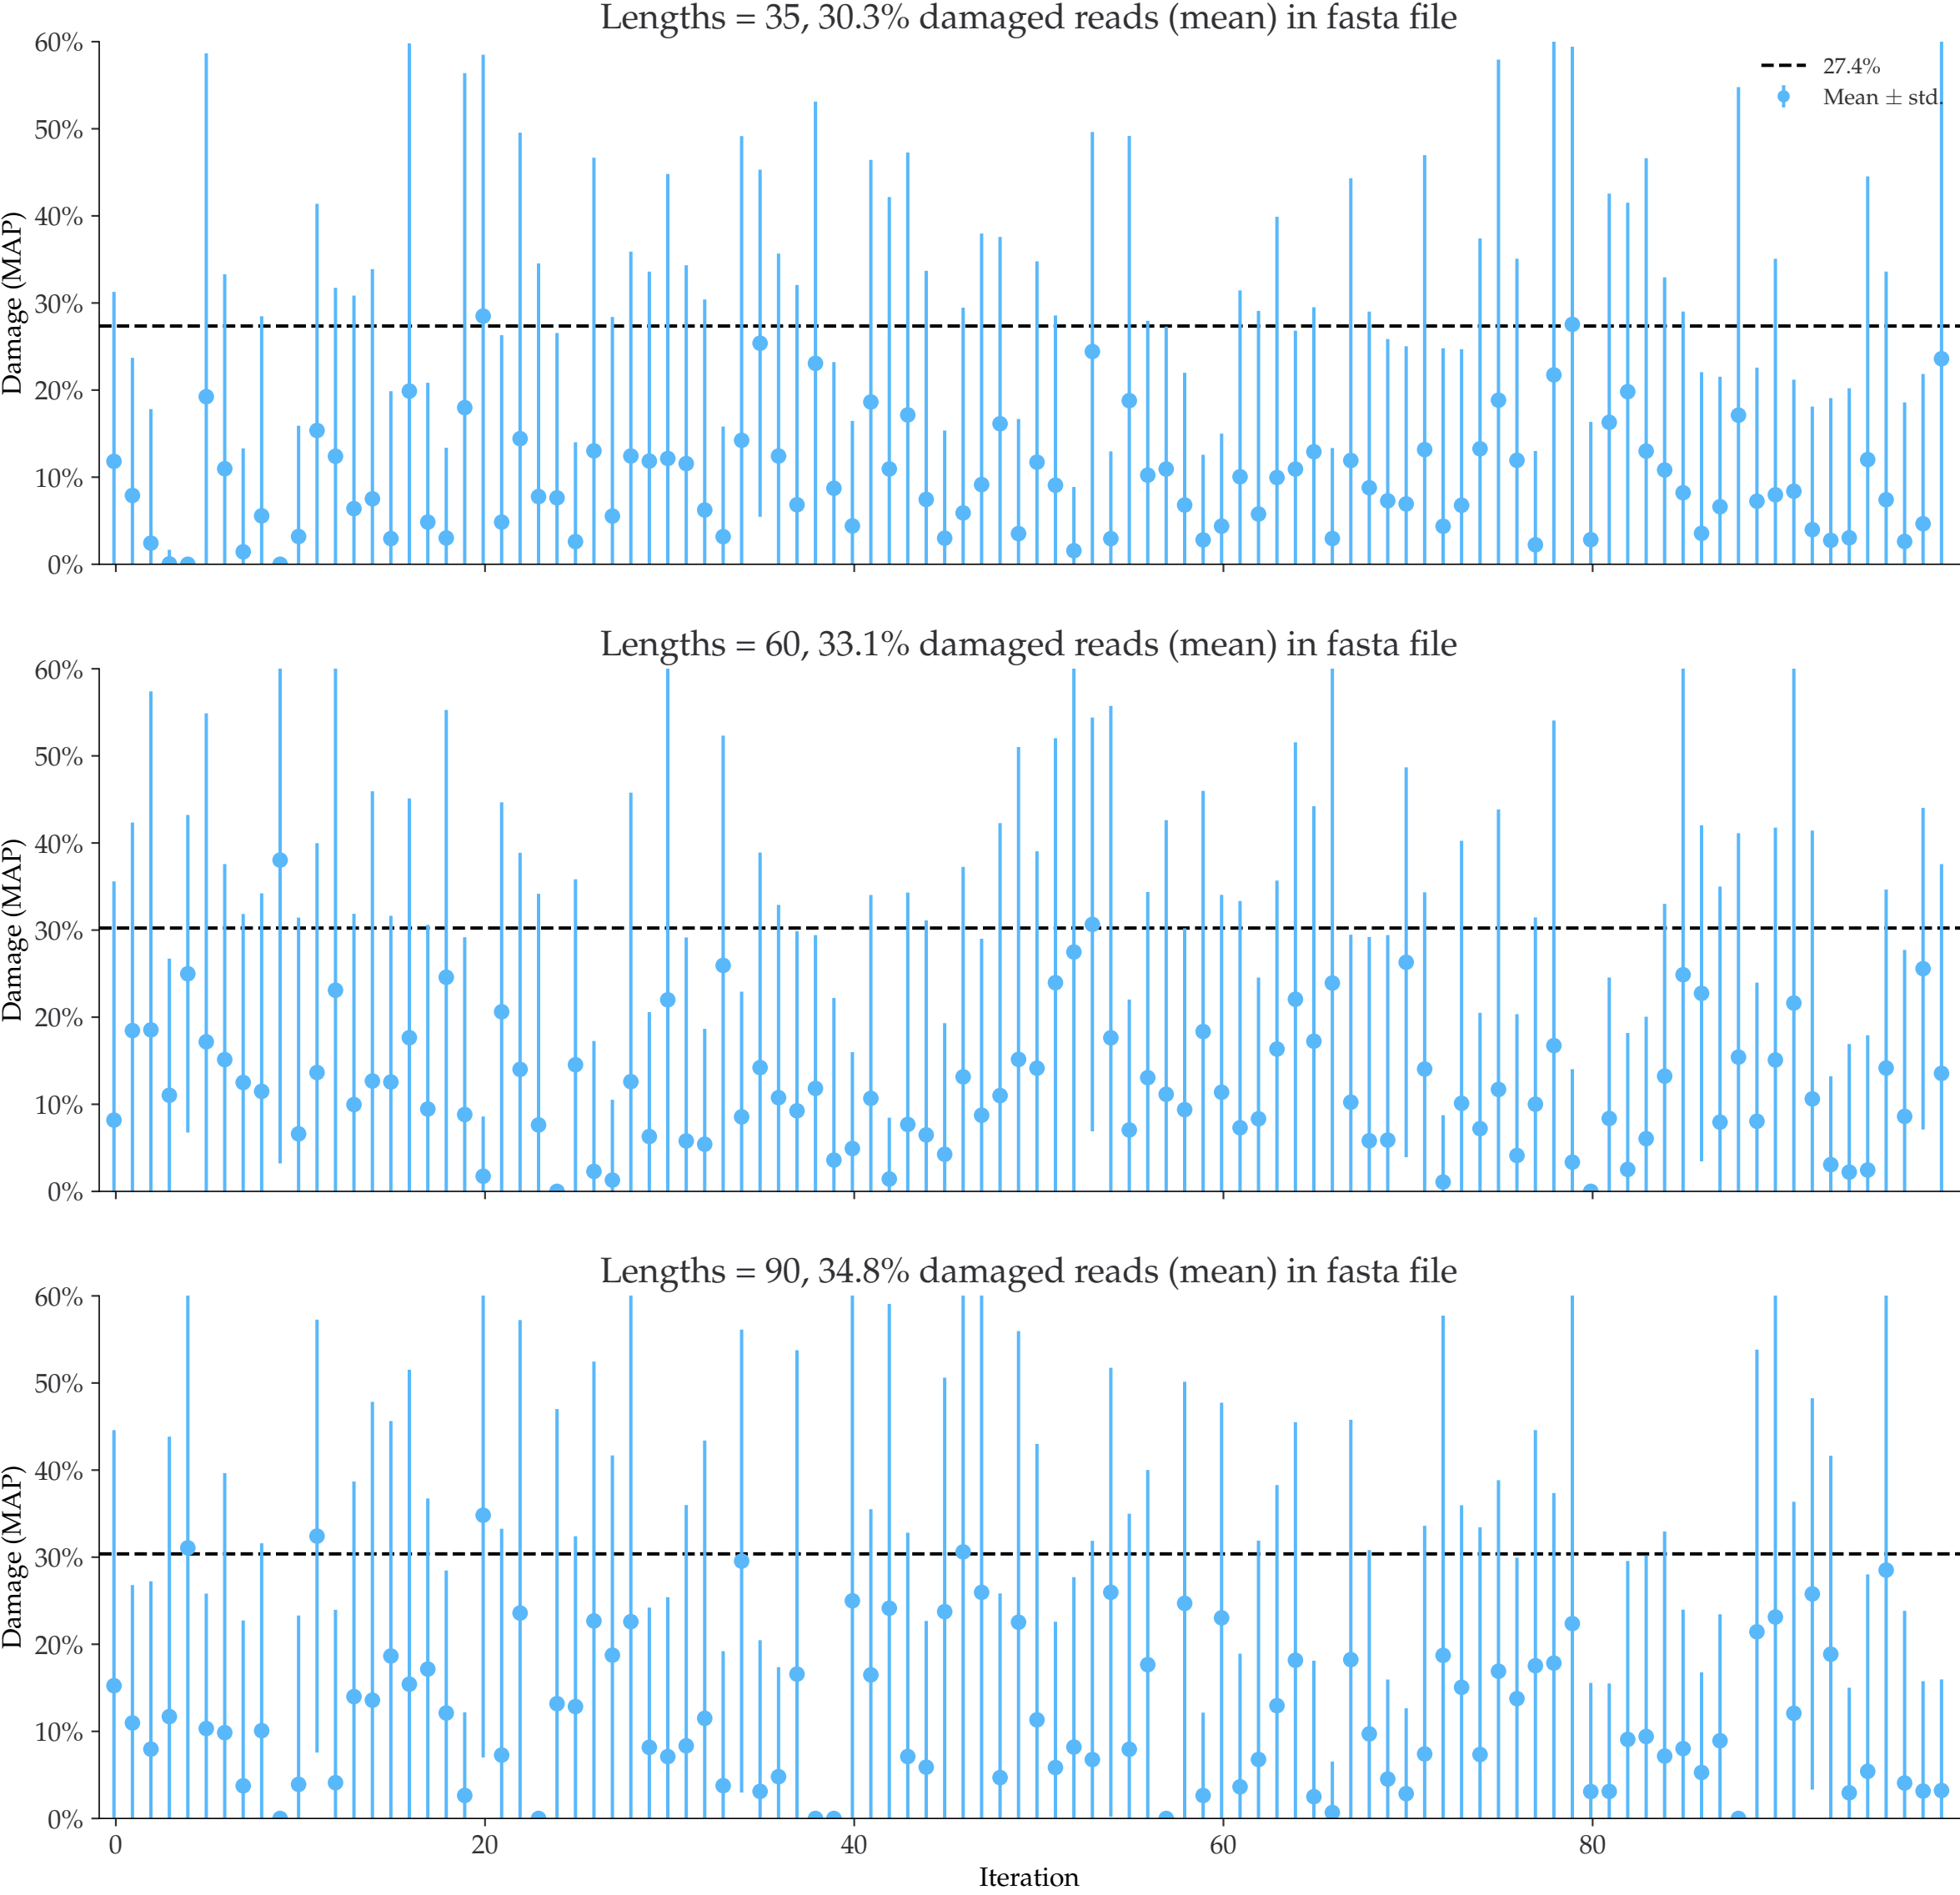 Lengths = 35, 30.3% damaged reads (mean) in fasta file
60%
50%
40%
30%
20%
10%
0%
Damage (MAP)
27.4%
Mean ± std.
Lengths = 60, 33.1% damaged reads (mean) in fasta file
60%
50%
40%
30%
20%
10%
0%
Damage (MAP)
Lengths = 90, 34.8% damaged reads (mean) in fasta file
60%
50%
40%
30%
20%
10%
0%
Damage (MAP)
0 20 40 60 80
Iteration